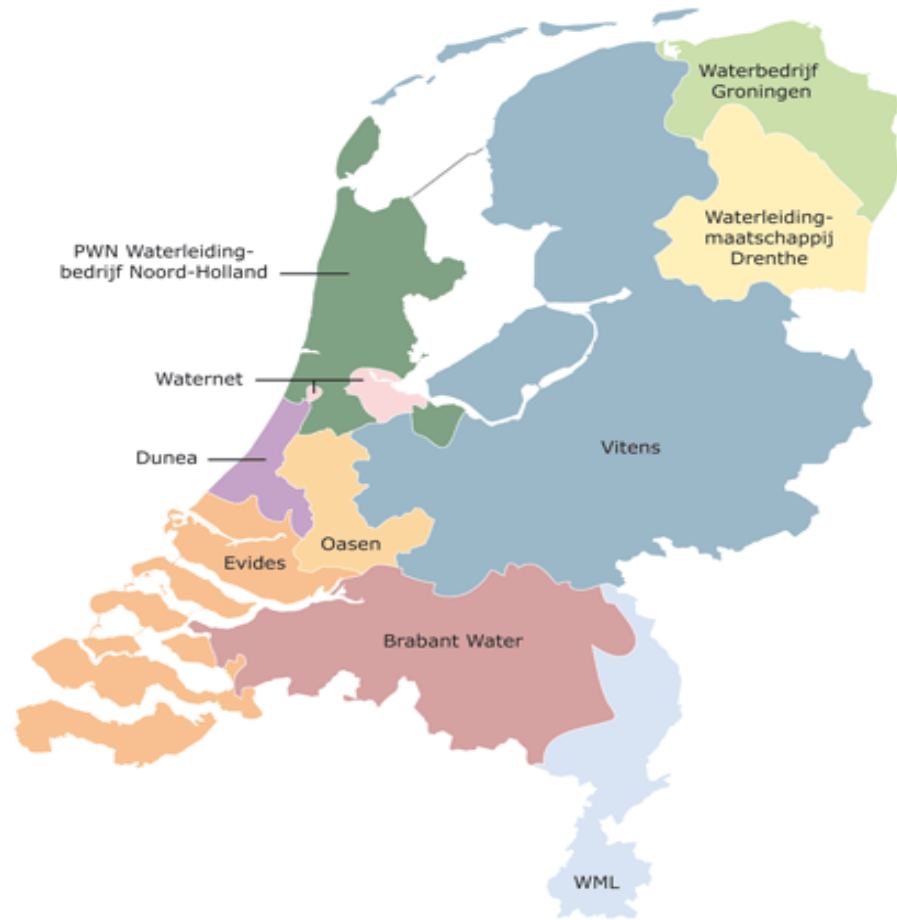 Waterbedrijf
Groningen
Waterleiding-
maatschappij
Drenthe
PWN Waterleiding-
bedrijf Noord-Holland
Waternet
Vitens
Dunea
Oasen
Evides
Brabant Water
WML